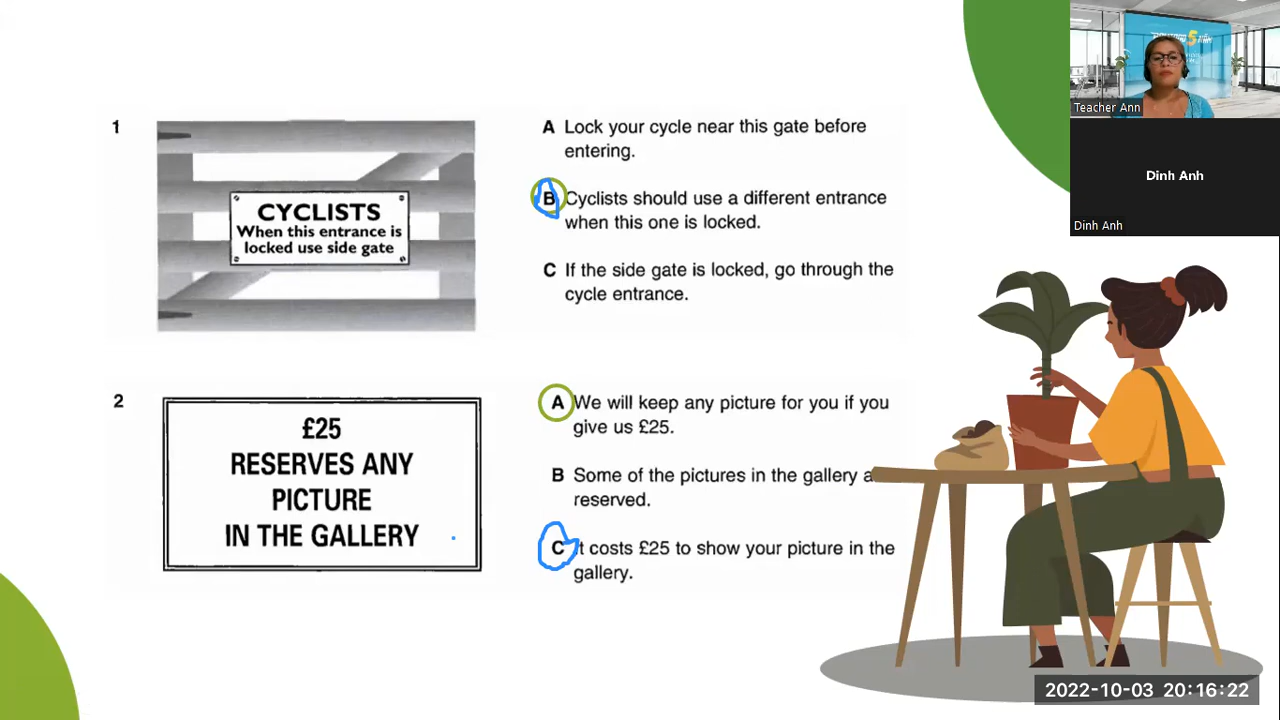 1
CYCLISTS
When this entrance is
locked use side gate
A Lock your cycle near this gate before
entering.
B Cyclists should use a different entrance
when this one is locked.
C If the side gate is locked, go through the
cycle entrance.
2
£25
RESERVES ANY
PICTURE
IN THE GALLERY
A We will keep any picture for you if you
give us £25.
B Some of the pictures in the gallery a
reserved.
C It costs £25 to show your picture in the
gallery.
Teacher Ann
Dinh Anh
Dinh Anh
2022-10-03 20:16:22